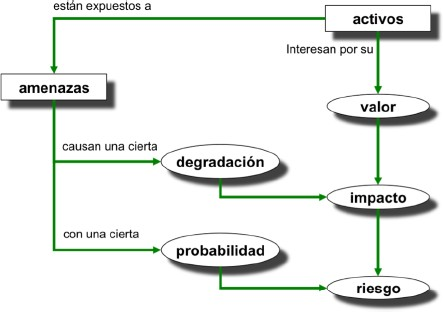 están expuestos a
activos
Interesan por su
amenazas
valor
causan una cierta
degradación
impacto
con una cierta
probabilidad
riesgo